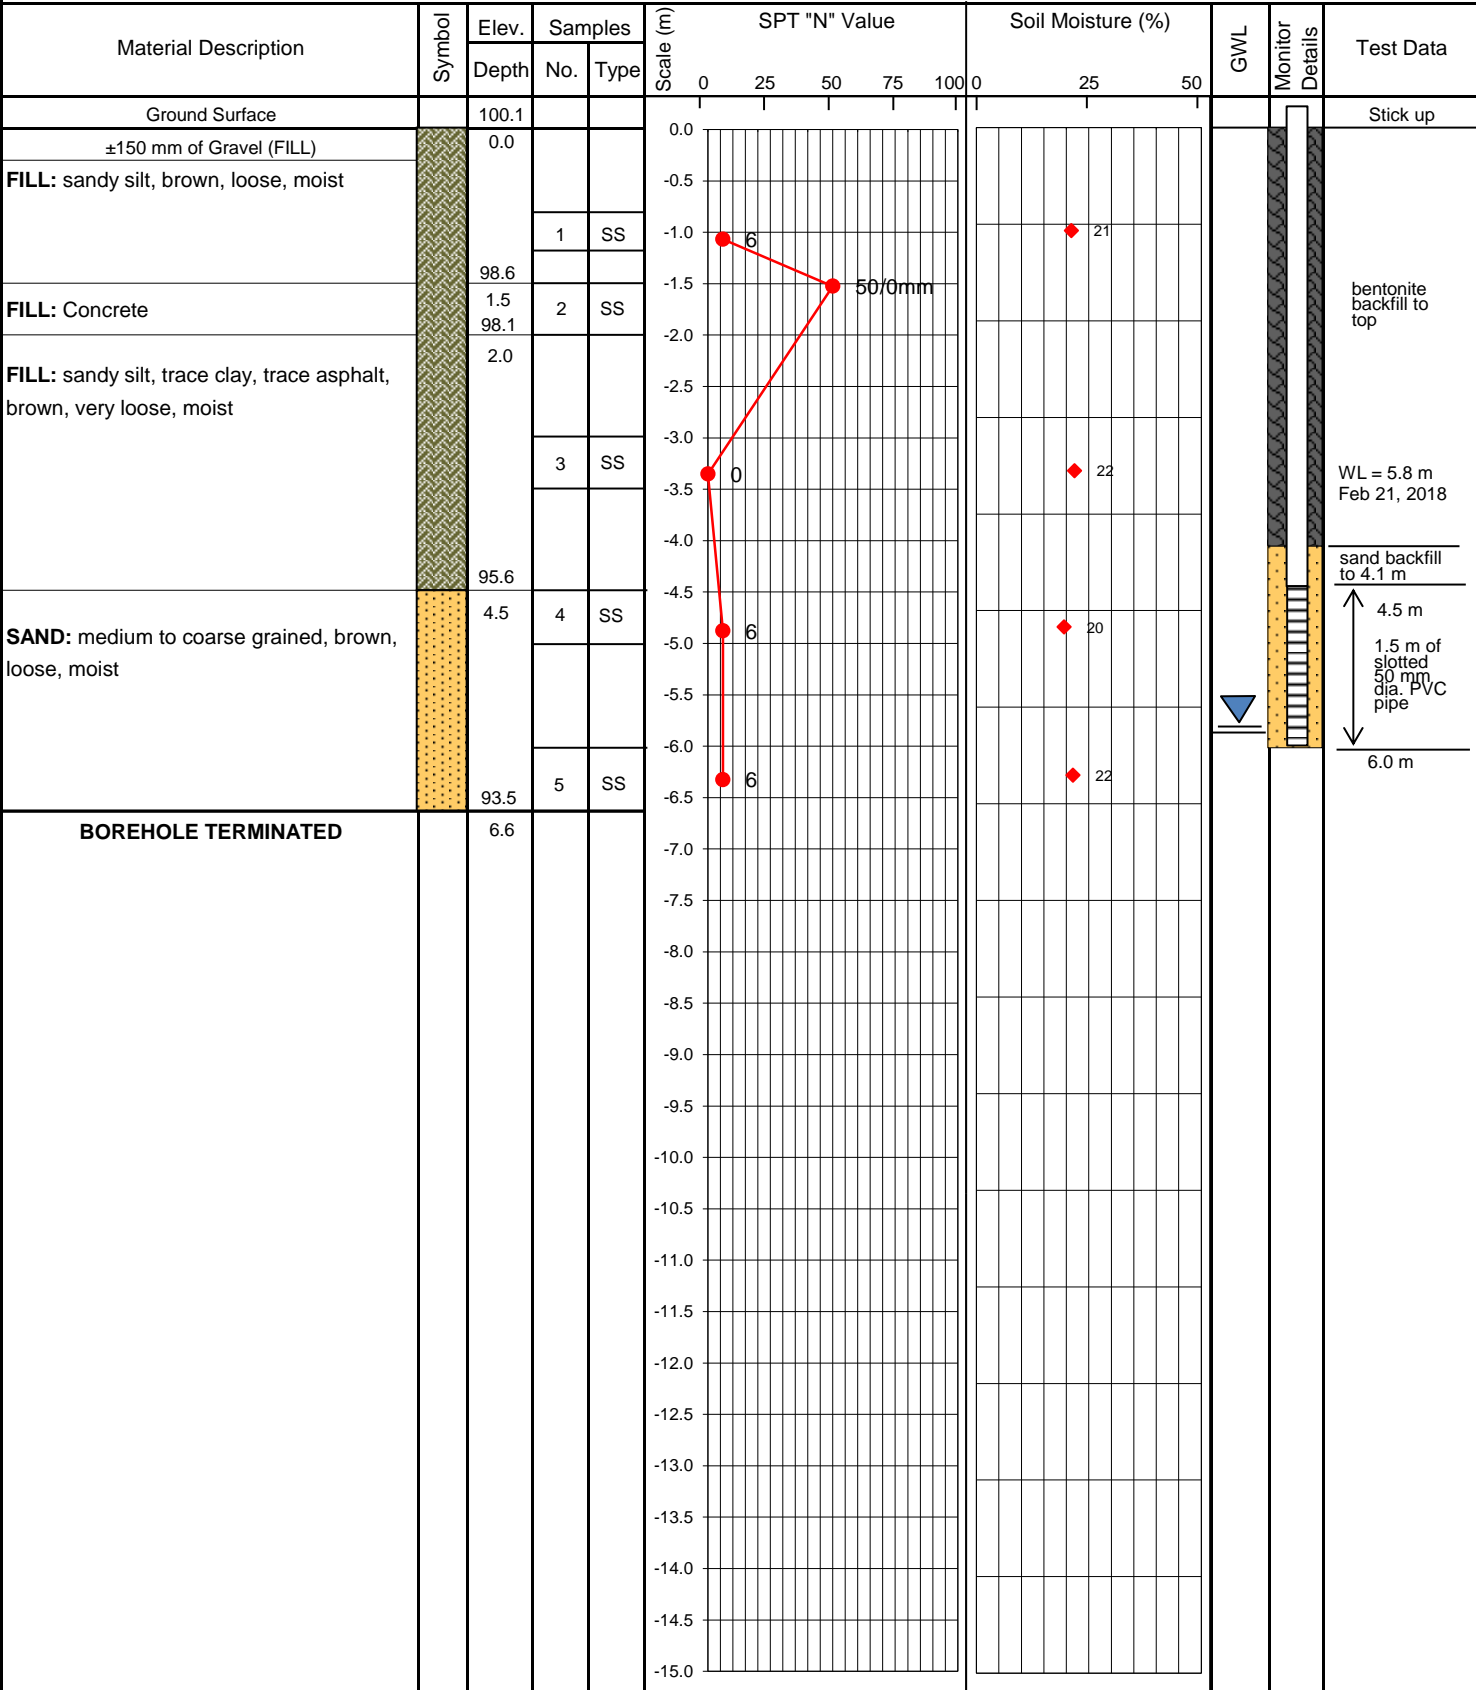 Material Description
Symbol
Elev.
Depth
Samples
No.
Type
Scale (m)
SPT "N" Value
0 25 50 75 100
Soil Moisture (%)
0 25 50
GWL
Monitor
Details
Test Data
Ground Surface
100.1
Stick up
±150 mm of Gravel (FILL)
0.0
FILL: sandy silt, brown, loose, moist
1 SS
98.6
FILL: Concrete
1.5
2 SS
98.1
2.0
FILL: sandy silt, trace clay, trace asphalt,
brown, very loose, moist
3 SS
95.6
4.5
4 SS
SAND: medium to coarse grained, brown,
loose, moist
5 SS
93.5
BOREHOLE TERMINATED
6.6
0.0
-0.5
-1.0
-1.5
-2.0
-2.5
-3.0
-3.5
-4.0
-4.5
-5.0
-5.5
-6.0
-6.5
-7.0
-7.5
-8.0
-8.5
-9.0
-9.5
-10.0
-10.5
-11.0
-11.5
-12.0
-12.5
-13.0
-13.5
-14.0
-14.5
-15.0
6
50/0mm
0
6
6
21
22
20
22
bentonite
backfill to
top
WL = 5.8 m
Feb 21, 2018
sand backfill
to 4.1 m
4.5 m
1.5 m of
slotted
50 mm
dia. PVC
pipe
6.0 m